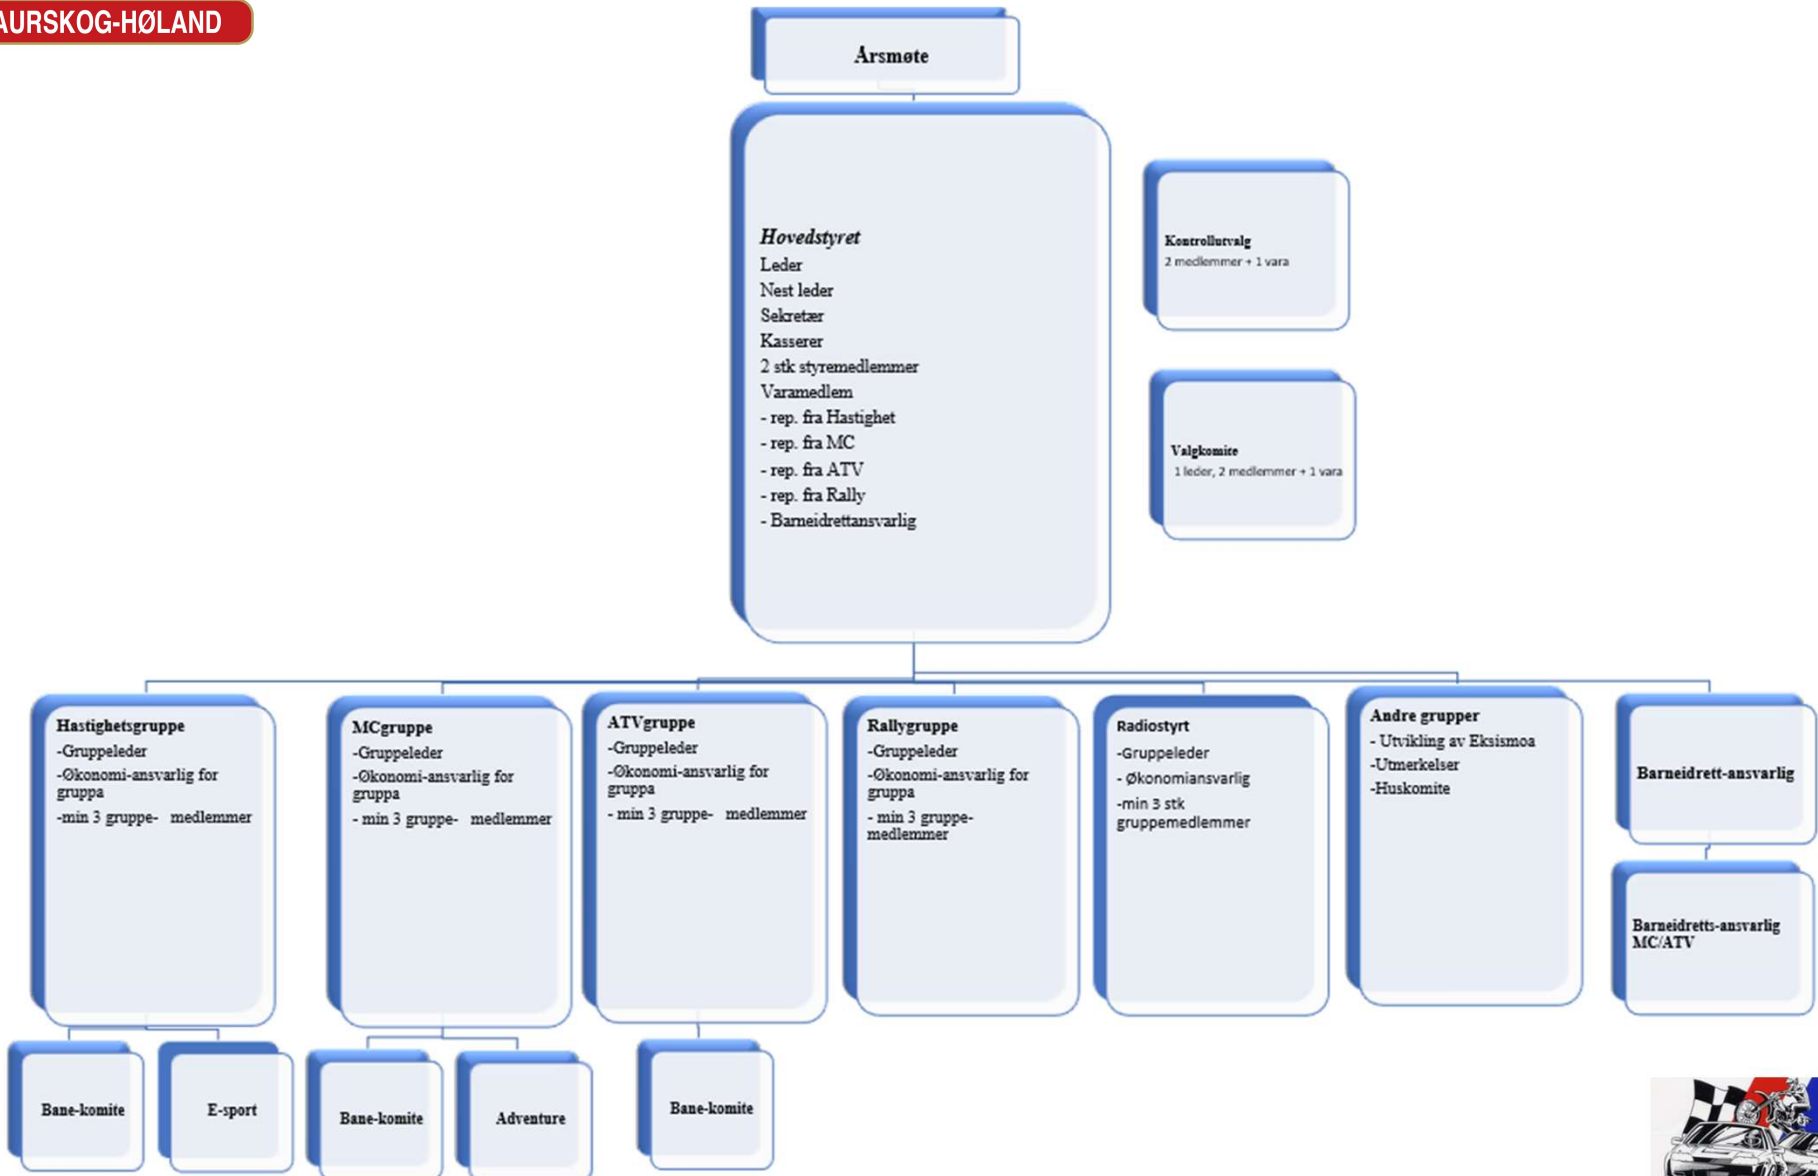 AURSKOG-HØLAND
Årsmøte
Hovedstyret
Leder
Nest leder
Sekretær
Kasserer
2 stk styremedlemmer
Varamedlem
- rep. fra Hastighet
- rep. fra MC
- rep. fra ATV
- rep. fra Rally
- Barneidrettansvarlig
Kontrollutvalg
2 medlemmer + 1 vara
Valgkomite
1 leder, 2 medlemmer + 1 vara
Hastighetsgruppe
-Gruppeleder
-Økonomi-ansvarlig for
gruppa
-min 3 gruppe- medlemmer
MCgruppe
-Gruppeleder
-Økonomi-ansvarlig for
gruppa
- min 3 gruppe- medlemmer
ATVgruppe
-Gruppeleder
-Økonomi-ansvarlig for
gruppa
- min 3 gruppe- medlemmer
Rallygruppe
-Gruppeleder
-Økonomi-ansvarlig for
gruppa
- min 3 gruppe-
medlemmer
Radiostyrt
-Gruppeleder
- Økonomiansvarlig
-min 3 stk
gruppemedlemmer
Andre grupper
- Utvikling av Eksismoa
-Utmerkelser
-Huskomite
Barneidrett-ansvarlig
Barneidretts-ansvarlig
MC/ATV
Bane-komite
E-sport
Bane-komite
Adventure
Bane-komite